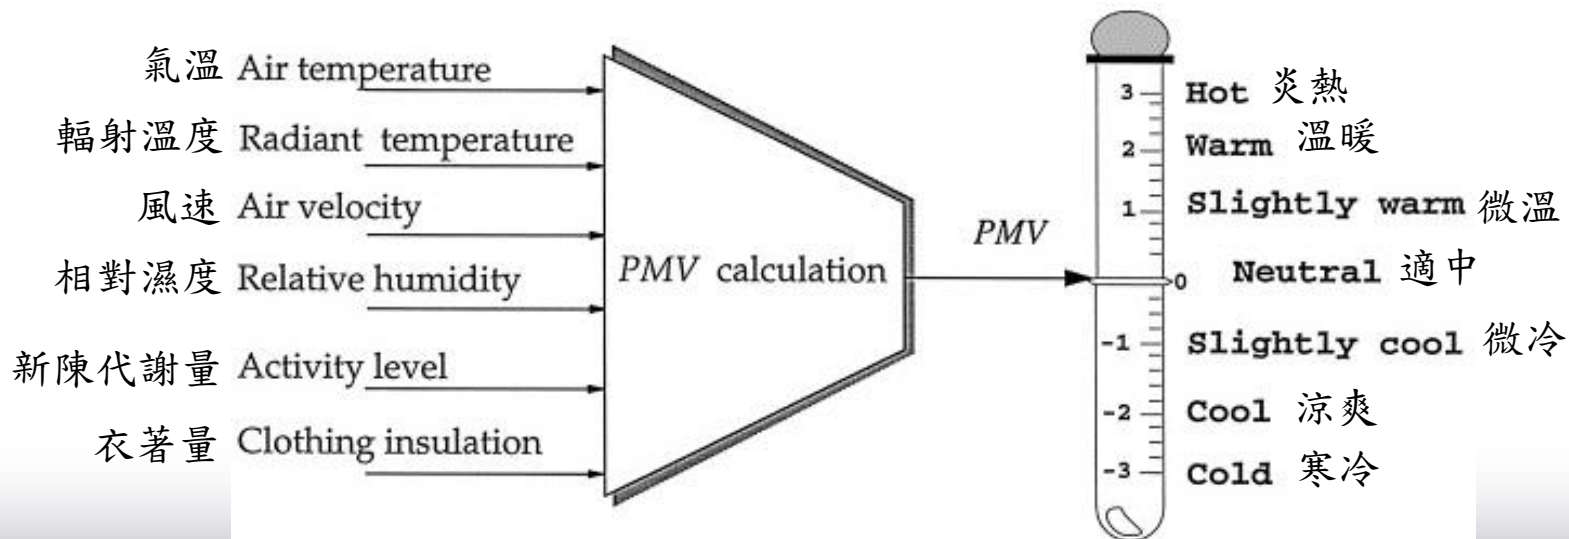 氣溫 Air temperature
輻射溫度 Radiant temperature
風速 Air velocity
相對濕度 Relative humidity
新陳代謝量 Activity level
衣著量 Clothing insulation
PMV calculation
PMV
3 Hot 炎熱
2 Warm 溫暖
1 Slightly warm 微溫
0 Neutral 適中
-1 Slightly cool 微冷
-2 Cool 涼爽
-3 Cold 寒冷